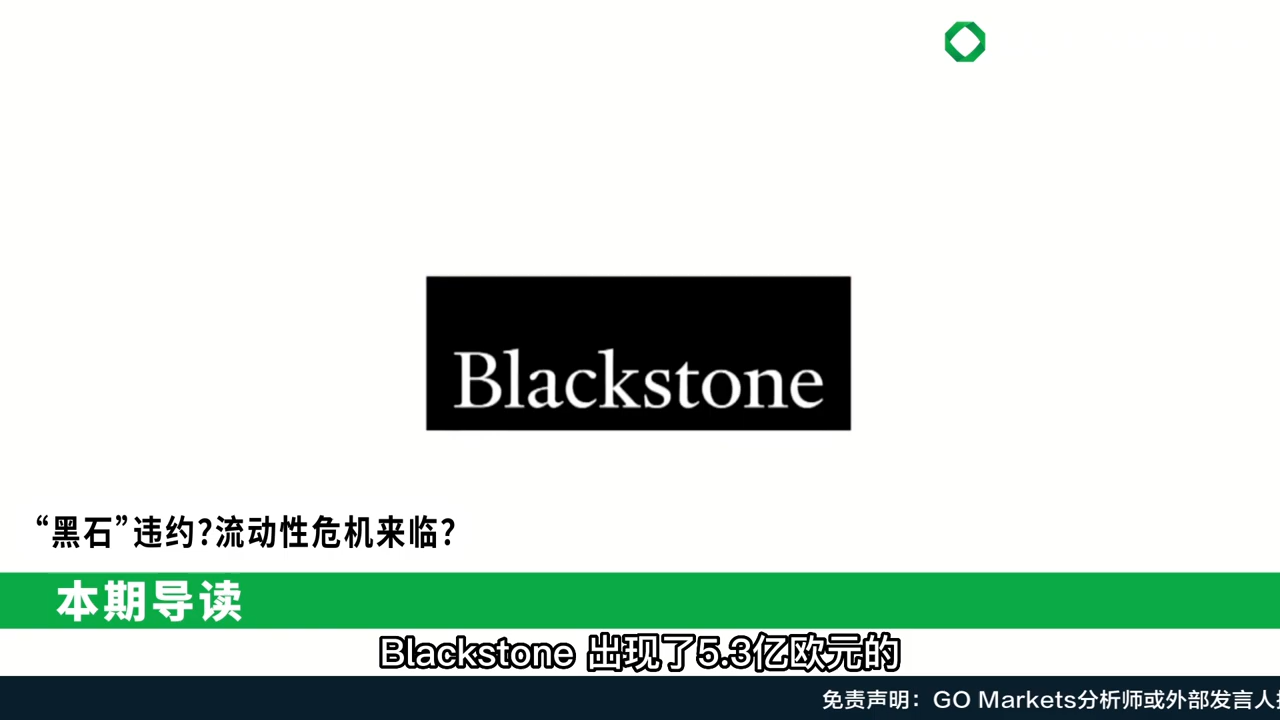 Blackstone
“黑石”违约?流动性危机来临?
本期导读
Blackstone 出现了5.3亿欧元的
免责声明：GO Markets分析师或外部发言人